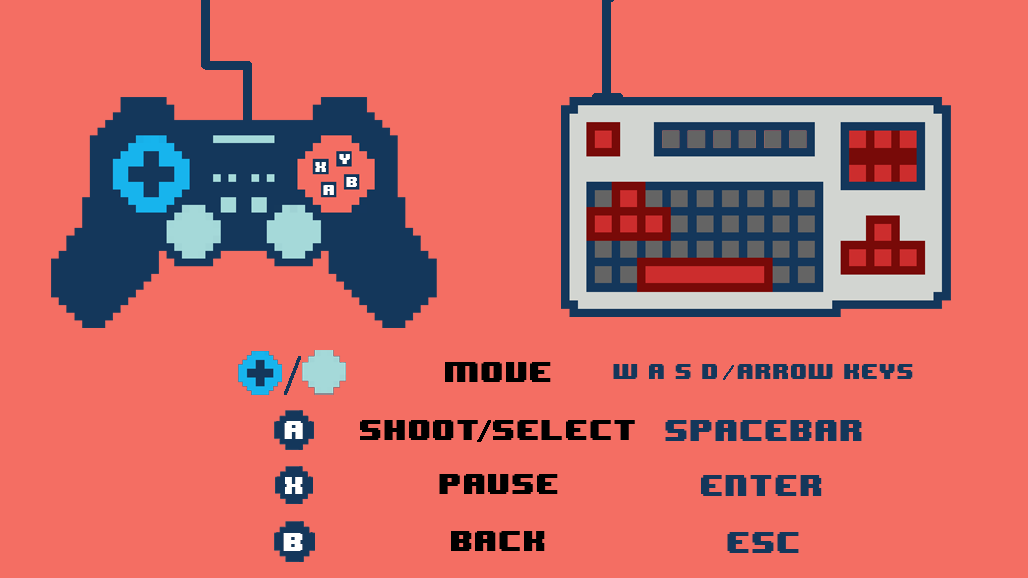 Y
X
B
A
/ MOVE W A S D/ARROW KEYS
A SHOOT/SELECT SPACEBAR
X PAUSE ENTER
B BACK ESC